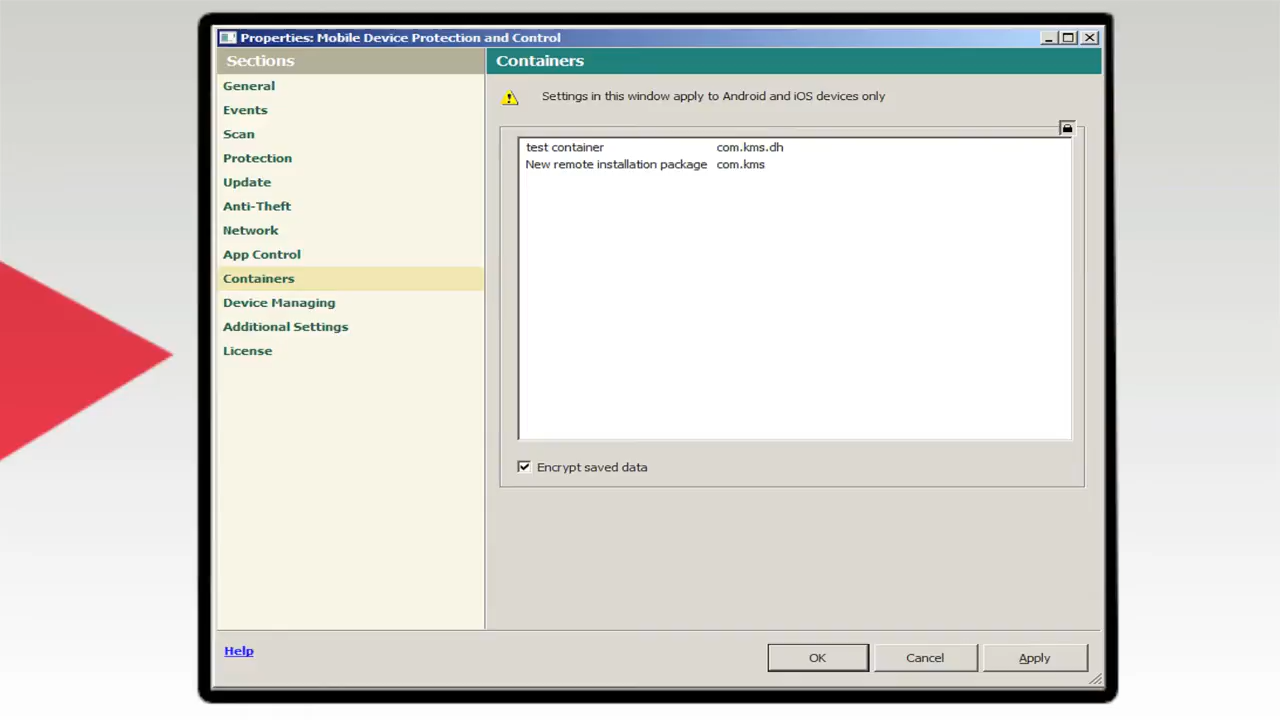 Properties: Mobile Device Protection and Control
Sections
General
Events
Scan
Protection
Update
Anti-Theft
Network
App Control
Containers
Device Managing
Additional Settings
License
Containers
Settings in this window apply to Android and iOS devices only
test container com.kms.dh
New remote installation package com.kms
Encrypt saved data
Help
OK Cancel Apply